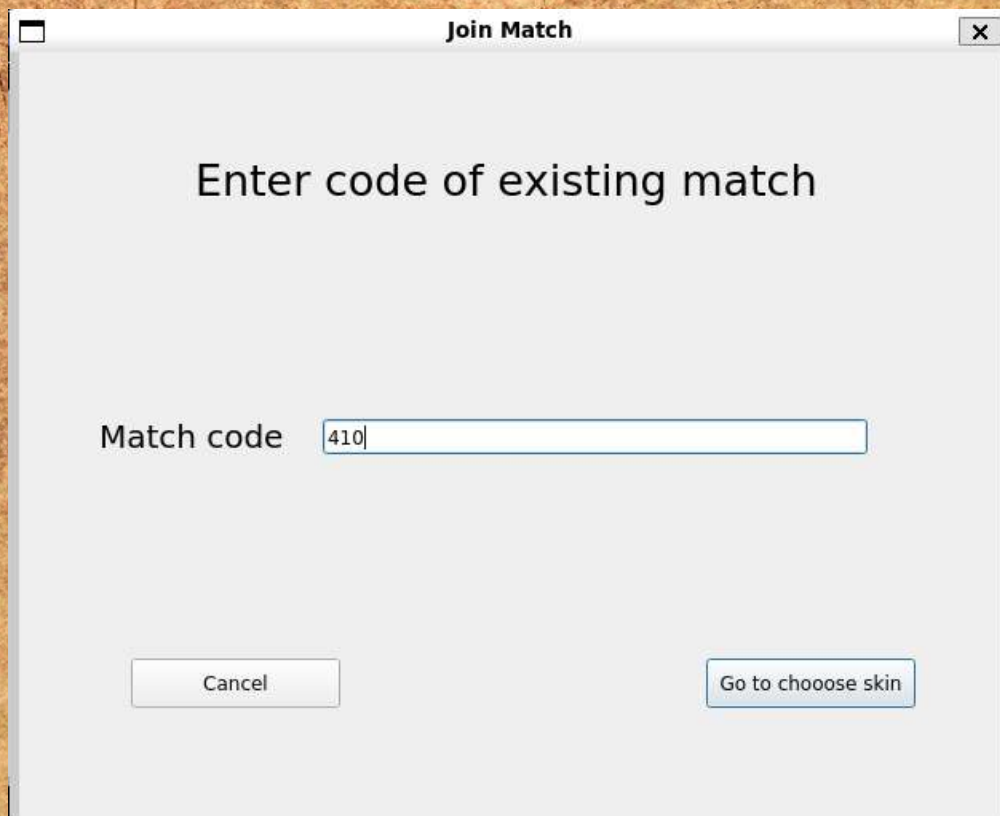 Join Match
Enter code of existing match
Match code 410
Cancel Go to chooose skin